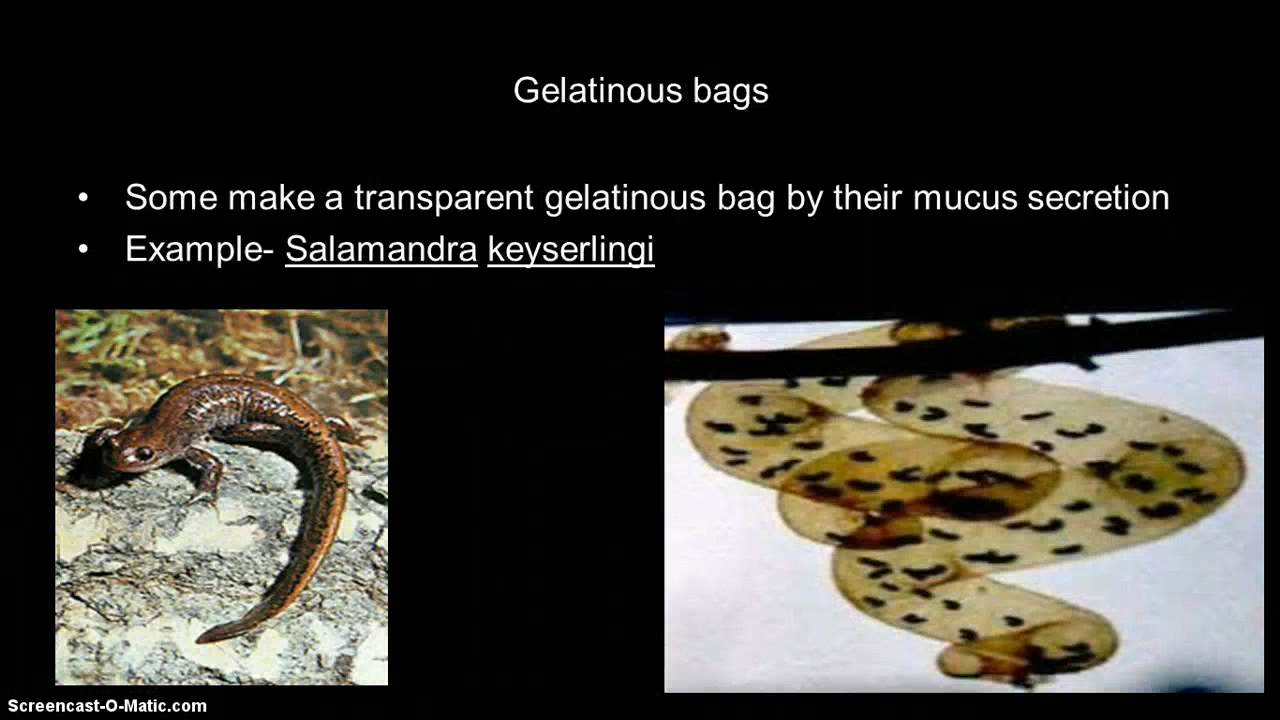 Gelatinous bags
• Some make a transparent gelatinous bag by their mucus secretion
• Example- Salamandra keyserlingi
Screencast-O-Matic.com